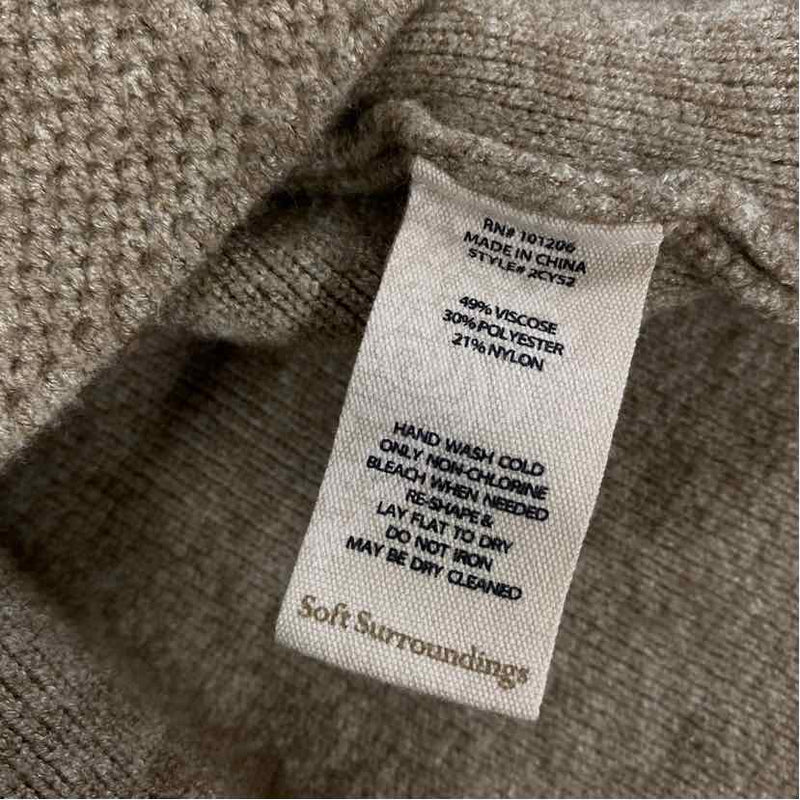 RN# 101206
MADE IN CHINA
STYLE# 2CY52
49% VISCOSE
30% POLYESTER
21% NYLON
HAND WASH COLD
ONLY NON-CHLORINE
BLEACH WHEN NEEDED
RE-SHAPE &
LAY FLAT TO DRY
DO NOT IRON
MAY BE DRY CLEANED
Soft Surroundings